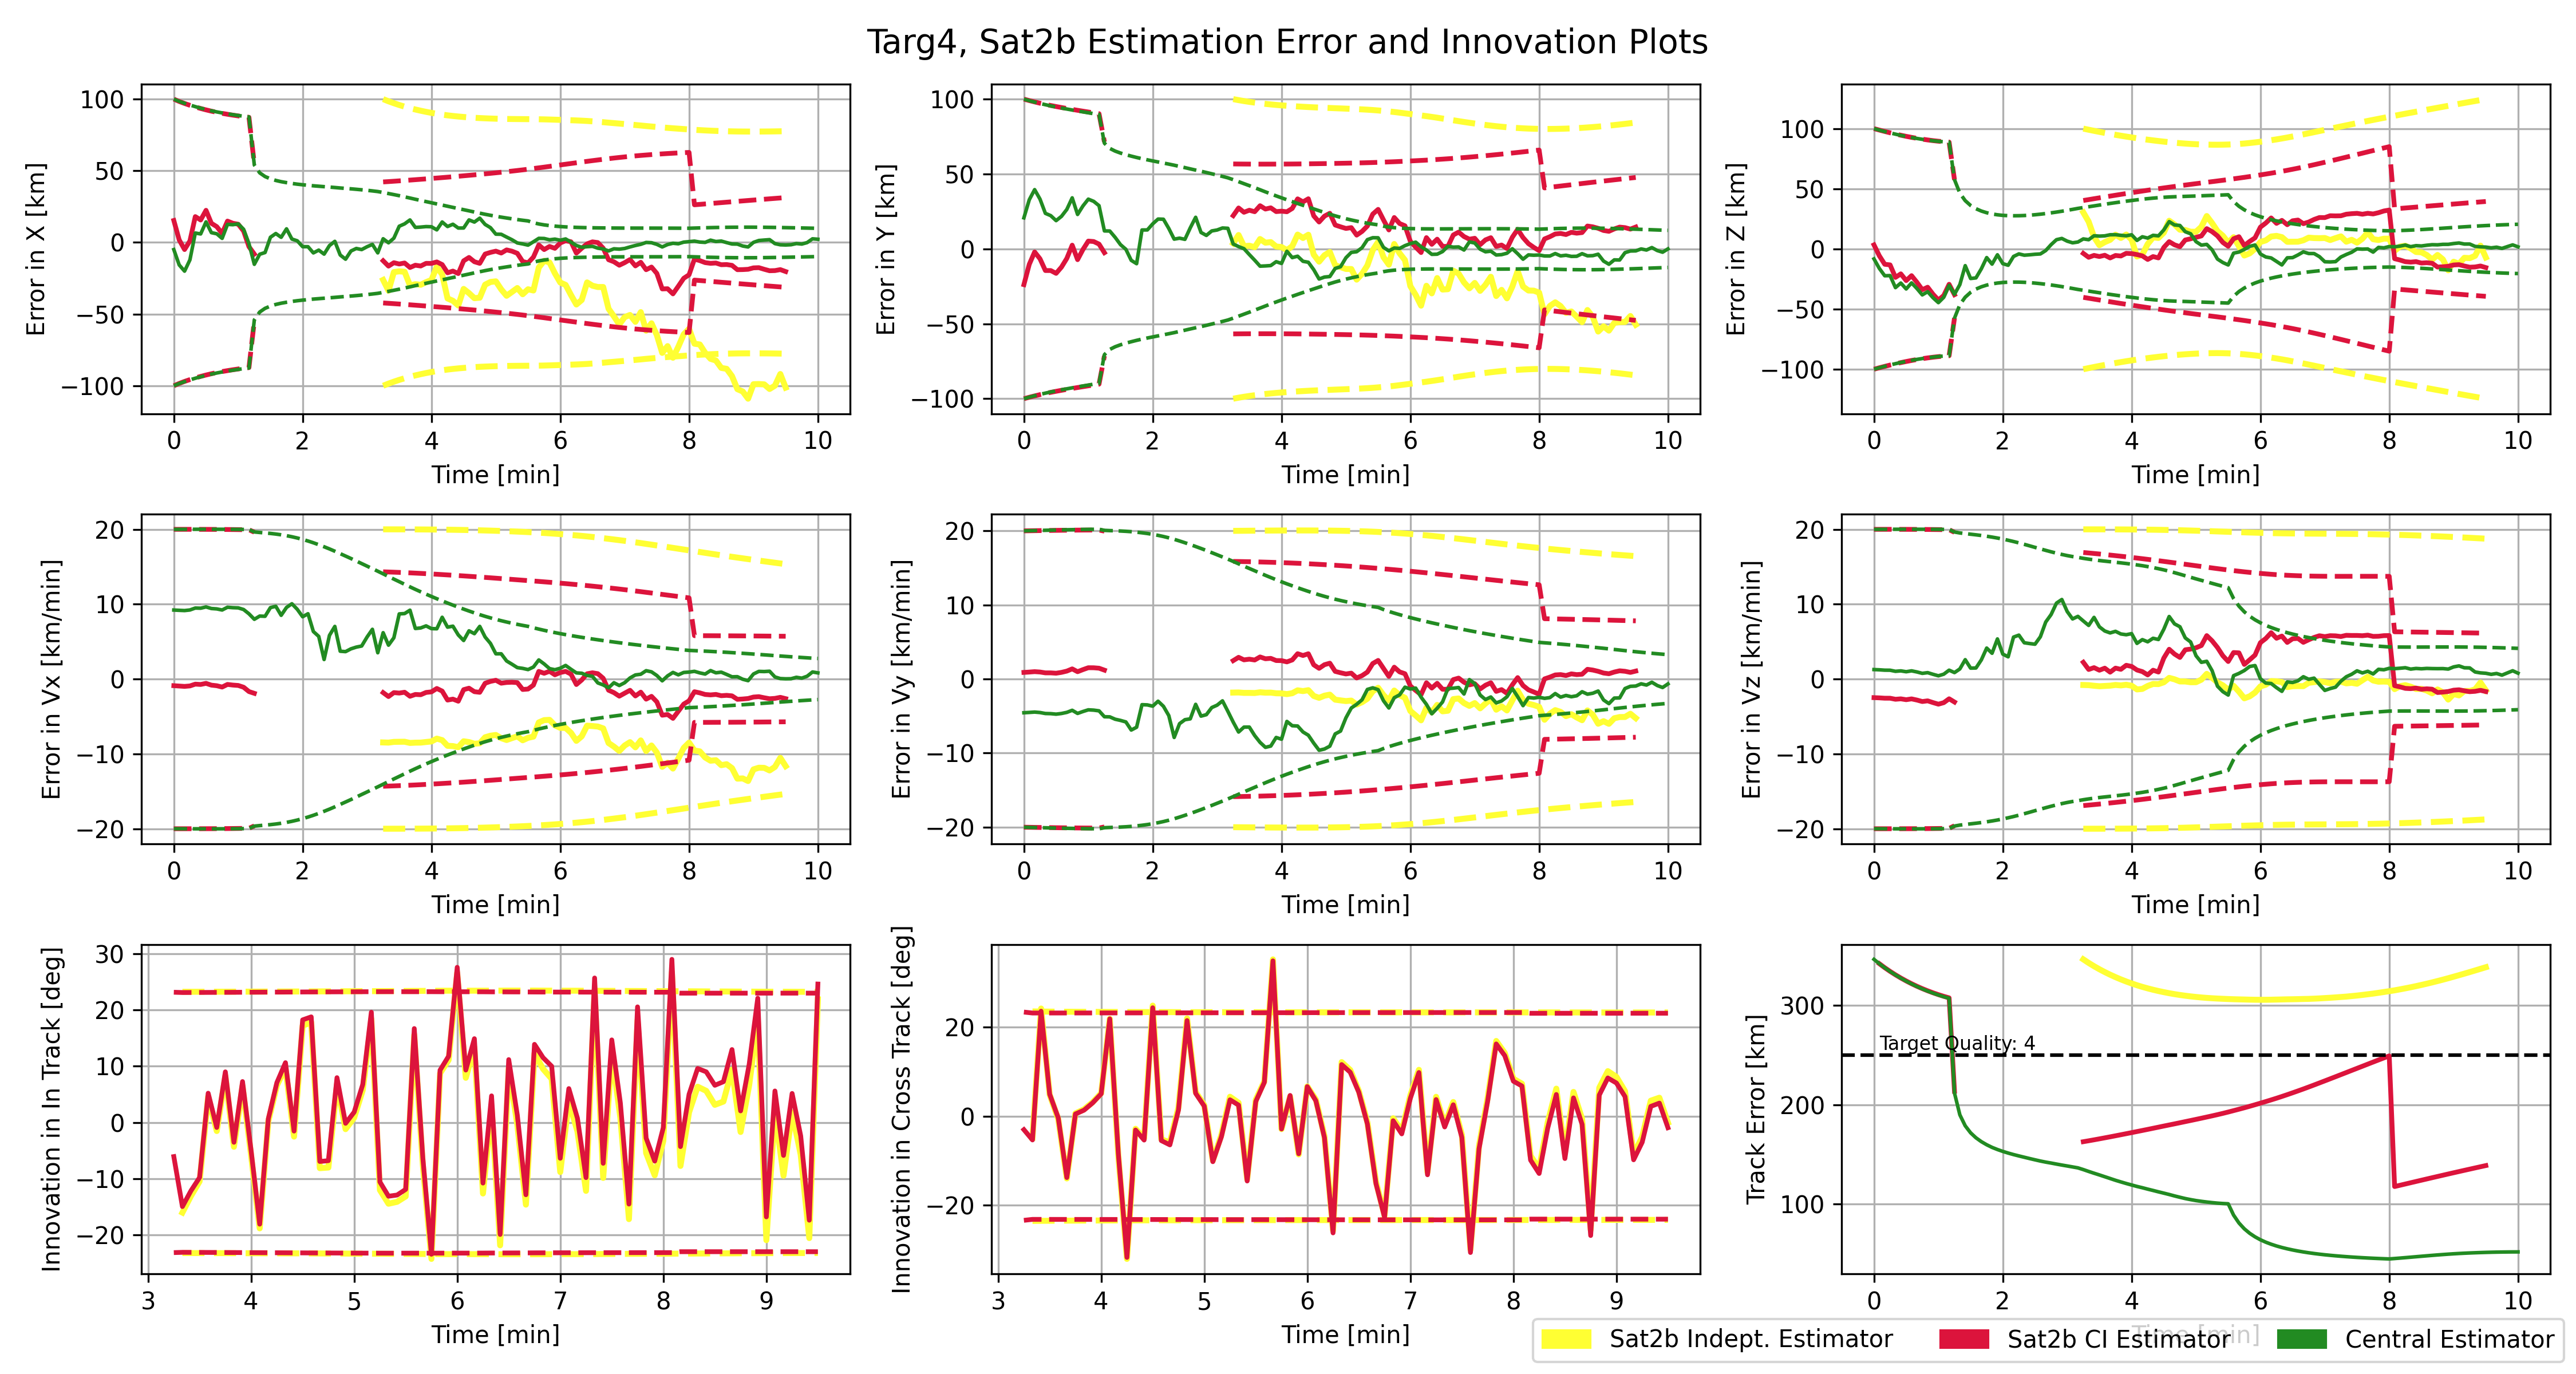 Targ4, Sat2b Estimation Error and Innovation Plots
Error in X [km]
100
50
0
−50
−100
0 2 4 6 8 10
Time [min]
Error in Y [km]
100
50
0
−50
−100
0 2 4 6 8 10
Time [min]
Error in Z [km]
100
50
0
−50
−100
0 2 4 6 8 10
Time [min]
Error in Vx [km/min]
20
10
0
−10
−20
0 2 4 6 8 10
Time [min]
Error in Vy [km/min]
20
10
0
−10
−20
0 2 4 6 8 10
Time [min]
Error in Vz [km/min]
20
10
0
−10
−20
0 2 4 6 8 10
Time [min]
Innovation in In Track [deg]
30
20
10
0
−10
−20
3 4 5 6 7 8 9
Time [min]
Innovation in Cross Track [deg]
20
0
−20
3 4 5 6 7 8 9
Time [min]
Track Error [km]
300
200
100
Target Quality: 4
0 2 4 6 8 10
Time [min]
Sat2b Indept. Estimator
Sat2b CI Estimator
Central Estimator